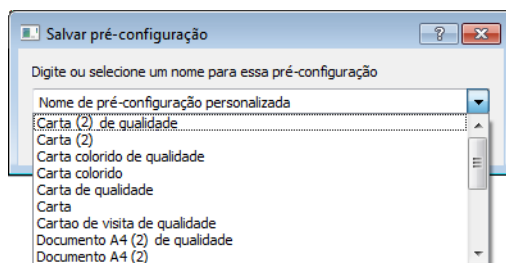 Salvar pré-configuração
Digite ou selecione um nome para essa pré-configuração
Nome de pré-configuração personalizada
Carta (2) de qualidade
Carta (2)
Carta colorido de qualidade
Carta colorido
Carta de qualidade
Carta
Cartao de visita de qualidade
Documento A4 (2) de qualidade
Documento A4 (2)